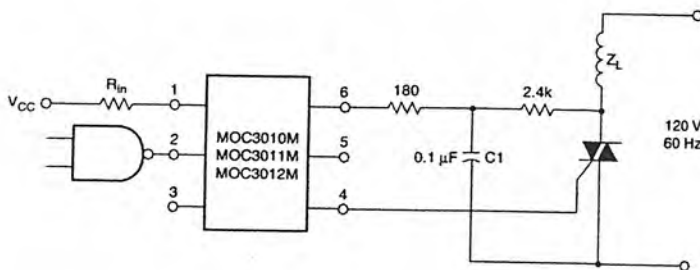 V_CC
R_in
1
2
3
MOC3010M
MOC3011M
MOC3012M
6
5
4
180
2.4k
0.1 μF
C1
Z_L
120 V
60 Hz